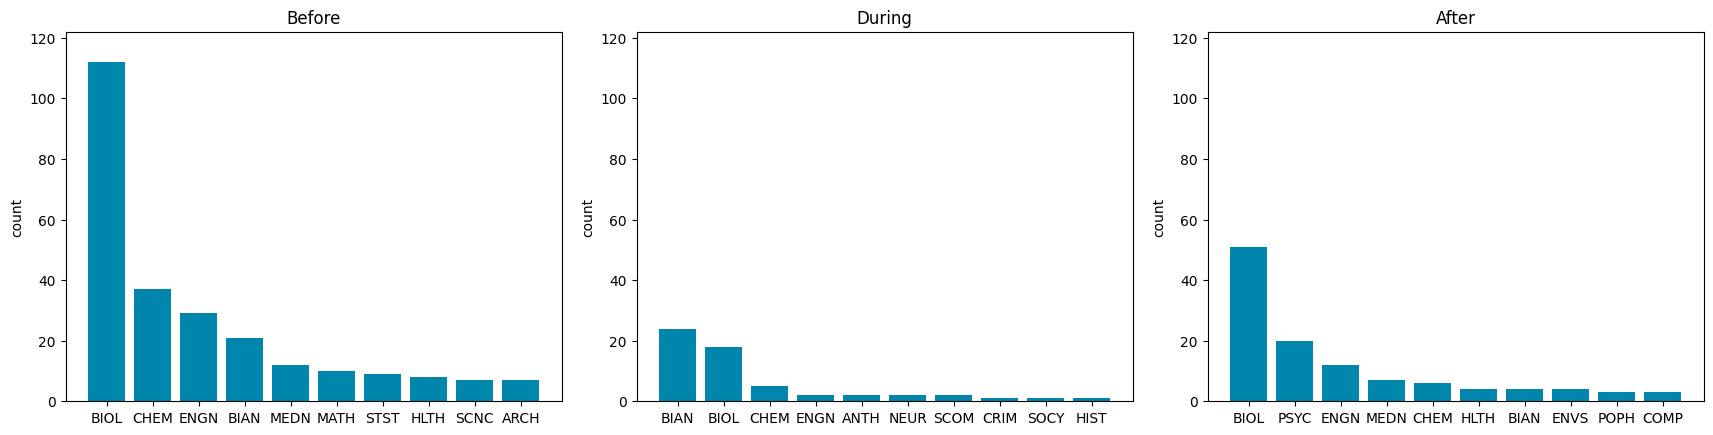 Before
count
120
100
80
60
40
20
0
BIOL CHEM ENGN BIAN MEDN MATH STST HLTH SCNC ARCH
During
count
120
100
80
60
40
20
0
BIAN BIOL CHEM ENGN ANTH NEUR SCOM CRIM SOCY HIST
After
count
120
100
80
60
40
20
0
BIOL PSYC ENGN MEDN CHEM HLTH BIAN ENVS POPH COMP